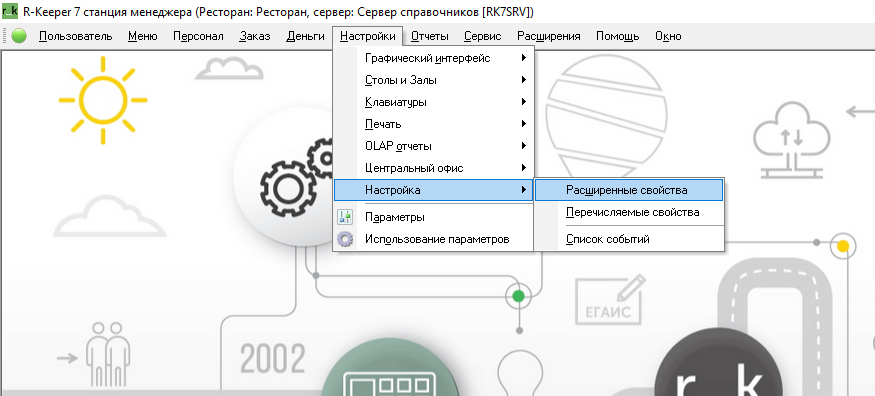 r_k R-Keeper 7 станция менеджера (Ресторан: Ресторан, сервер: Сервер справочников [RK7SRV])
Пользователь Меню Персонал Заказ Деньги Настройки Отчеты Сервис Расширения Помощь Окно
Графический интерфейс
Столы и Залы
Клавиатуры
Печать
OLAP отчеты
Центральный офис
Настройка
Параметры
Использование параметров
Расширенные свойства
Перечисляемые свойства
Список событий
ЕГАИС
2002
r_k